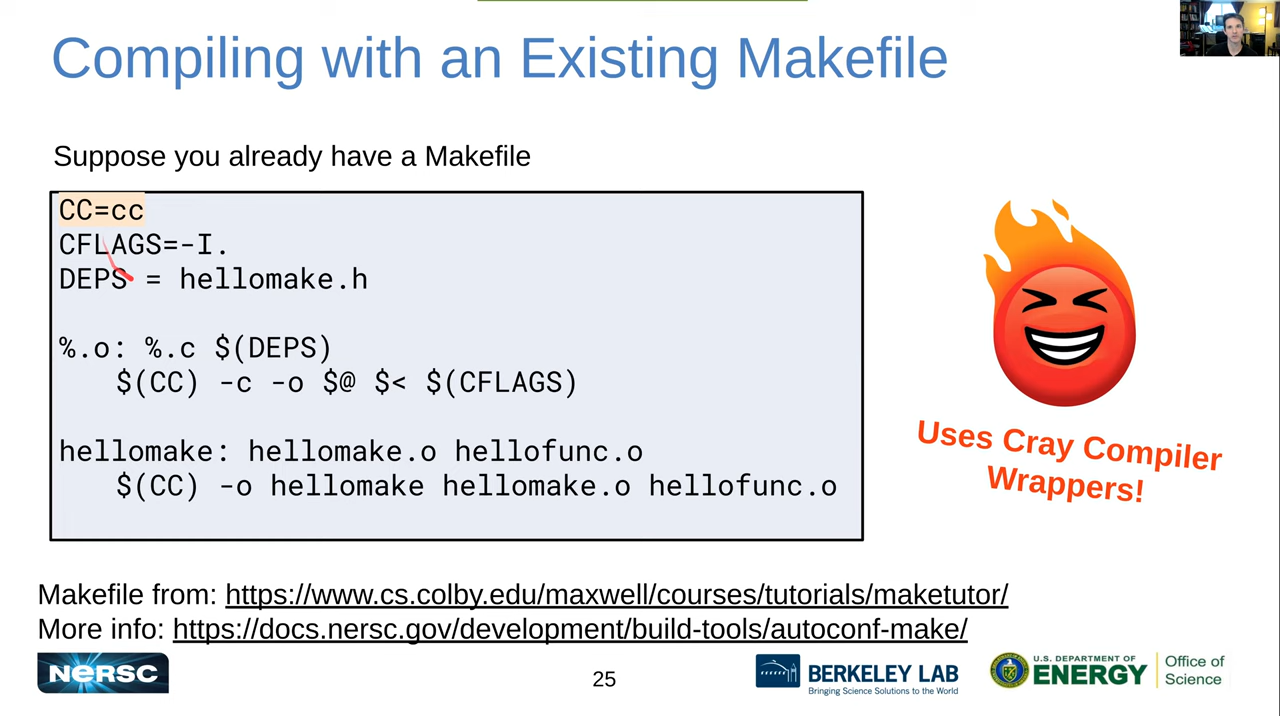 Compiling with an Existing Makefile
Suppose you already have a Makefile
CC=cc
CFLAGS=-I.
DEPS = hellomake.h
%.o: %.c $(DEPS)
$(CC) -c -o $@ $< $(CFLAGS)
hellomake: hellomake.o hellofunc.o
$(CC) -o hellomake hellomake.o hellofunc.o
Uses Cray Compiler
Wrappers!
Makefile from: https://www.cs.colby.edu/maxwell/courses/tutorials/maketutor/
More info: https://docs.nersc.gov/development/build-tools/autoconf-make/
NERSC
25
BERKELEY LAB
Bringing Science Solutions to the World
U.S. DEPARTMENT OF
ENERGY
Office of
Science